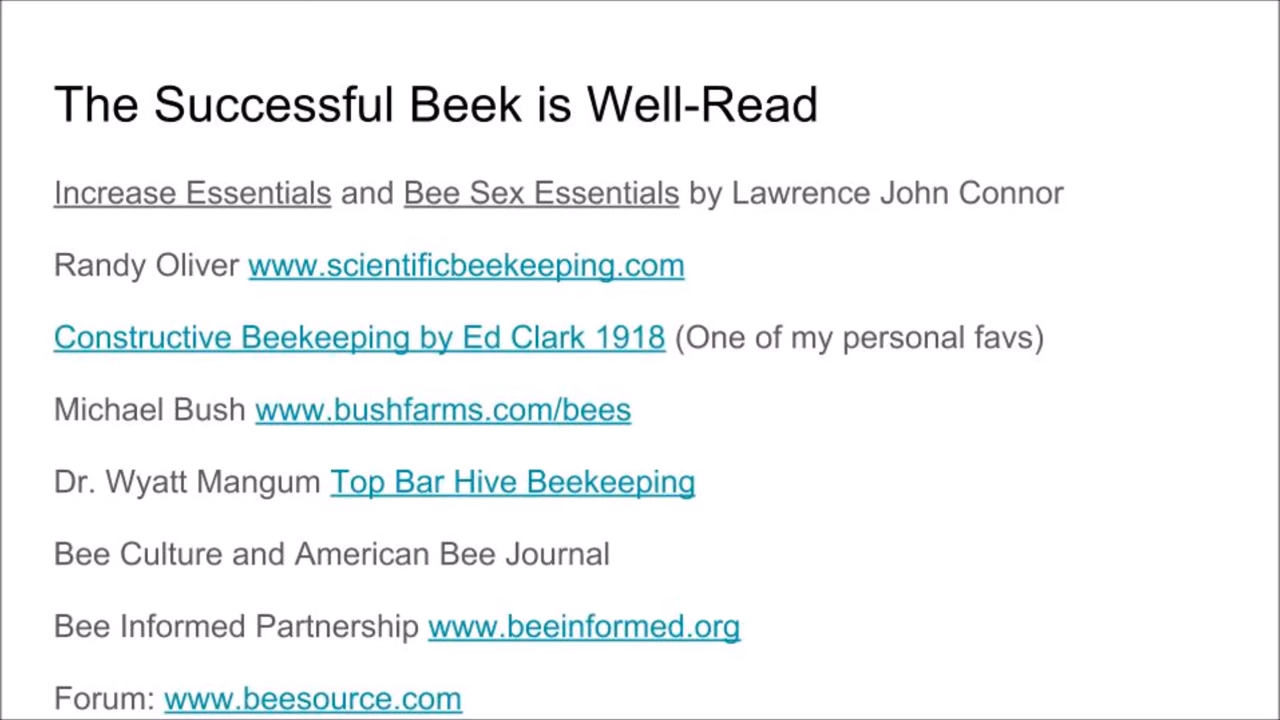 The Successful Beek is Well-Read
Increase Essentials and Bee Sex Essentials by Lawrence John Connor
Randy Oliver www.scientificbeekeeping.com
Constructive Beekeeping by Ed Clark 1918 (One of my personal favs)
Michael Bush www.bushfarms.com/bees
Dr. Wyatt Mangum Top Bar Hive Beekeeping
Bee Culture and American Bee Journal
Bee Informed Partnership www.beeinformed.org
Forum: www.beesource.com